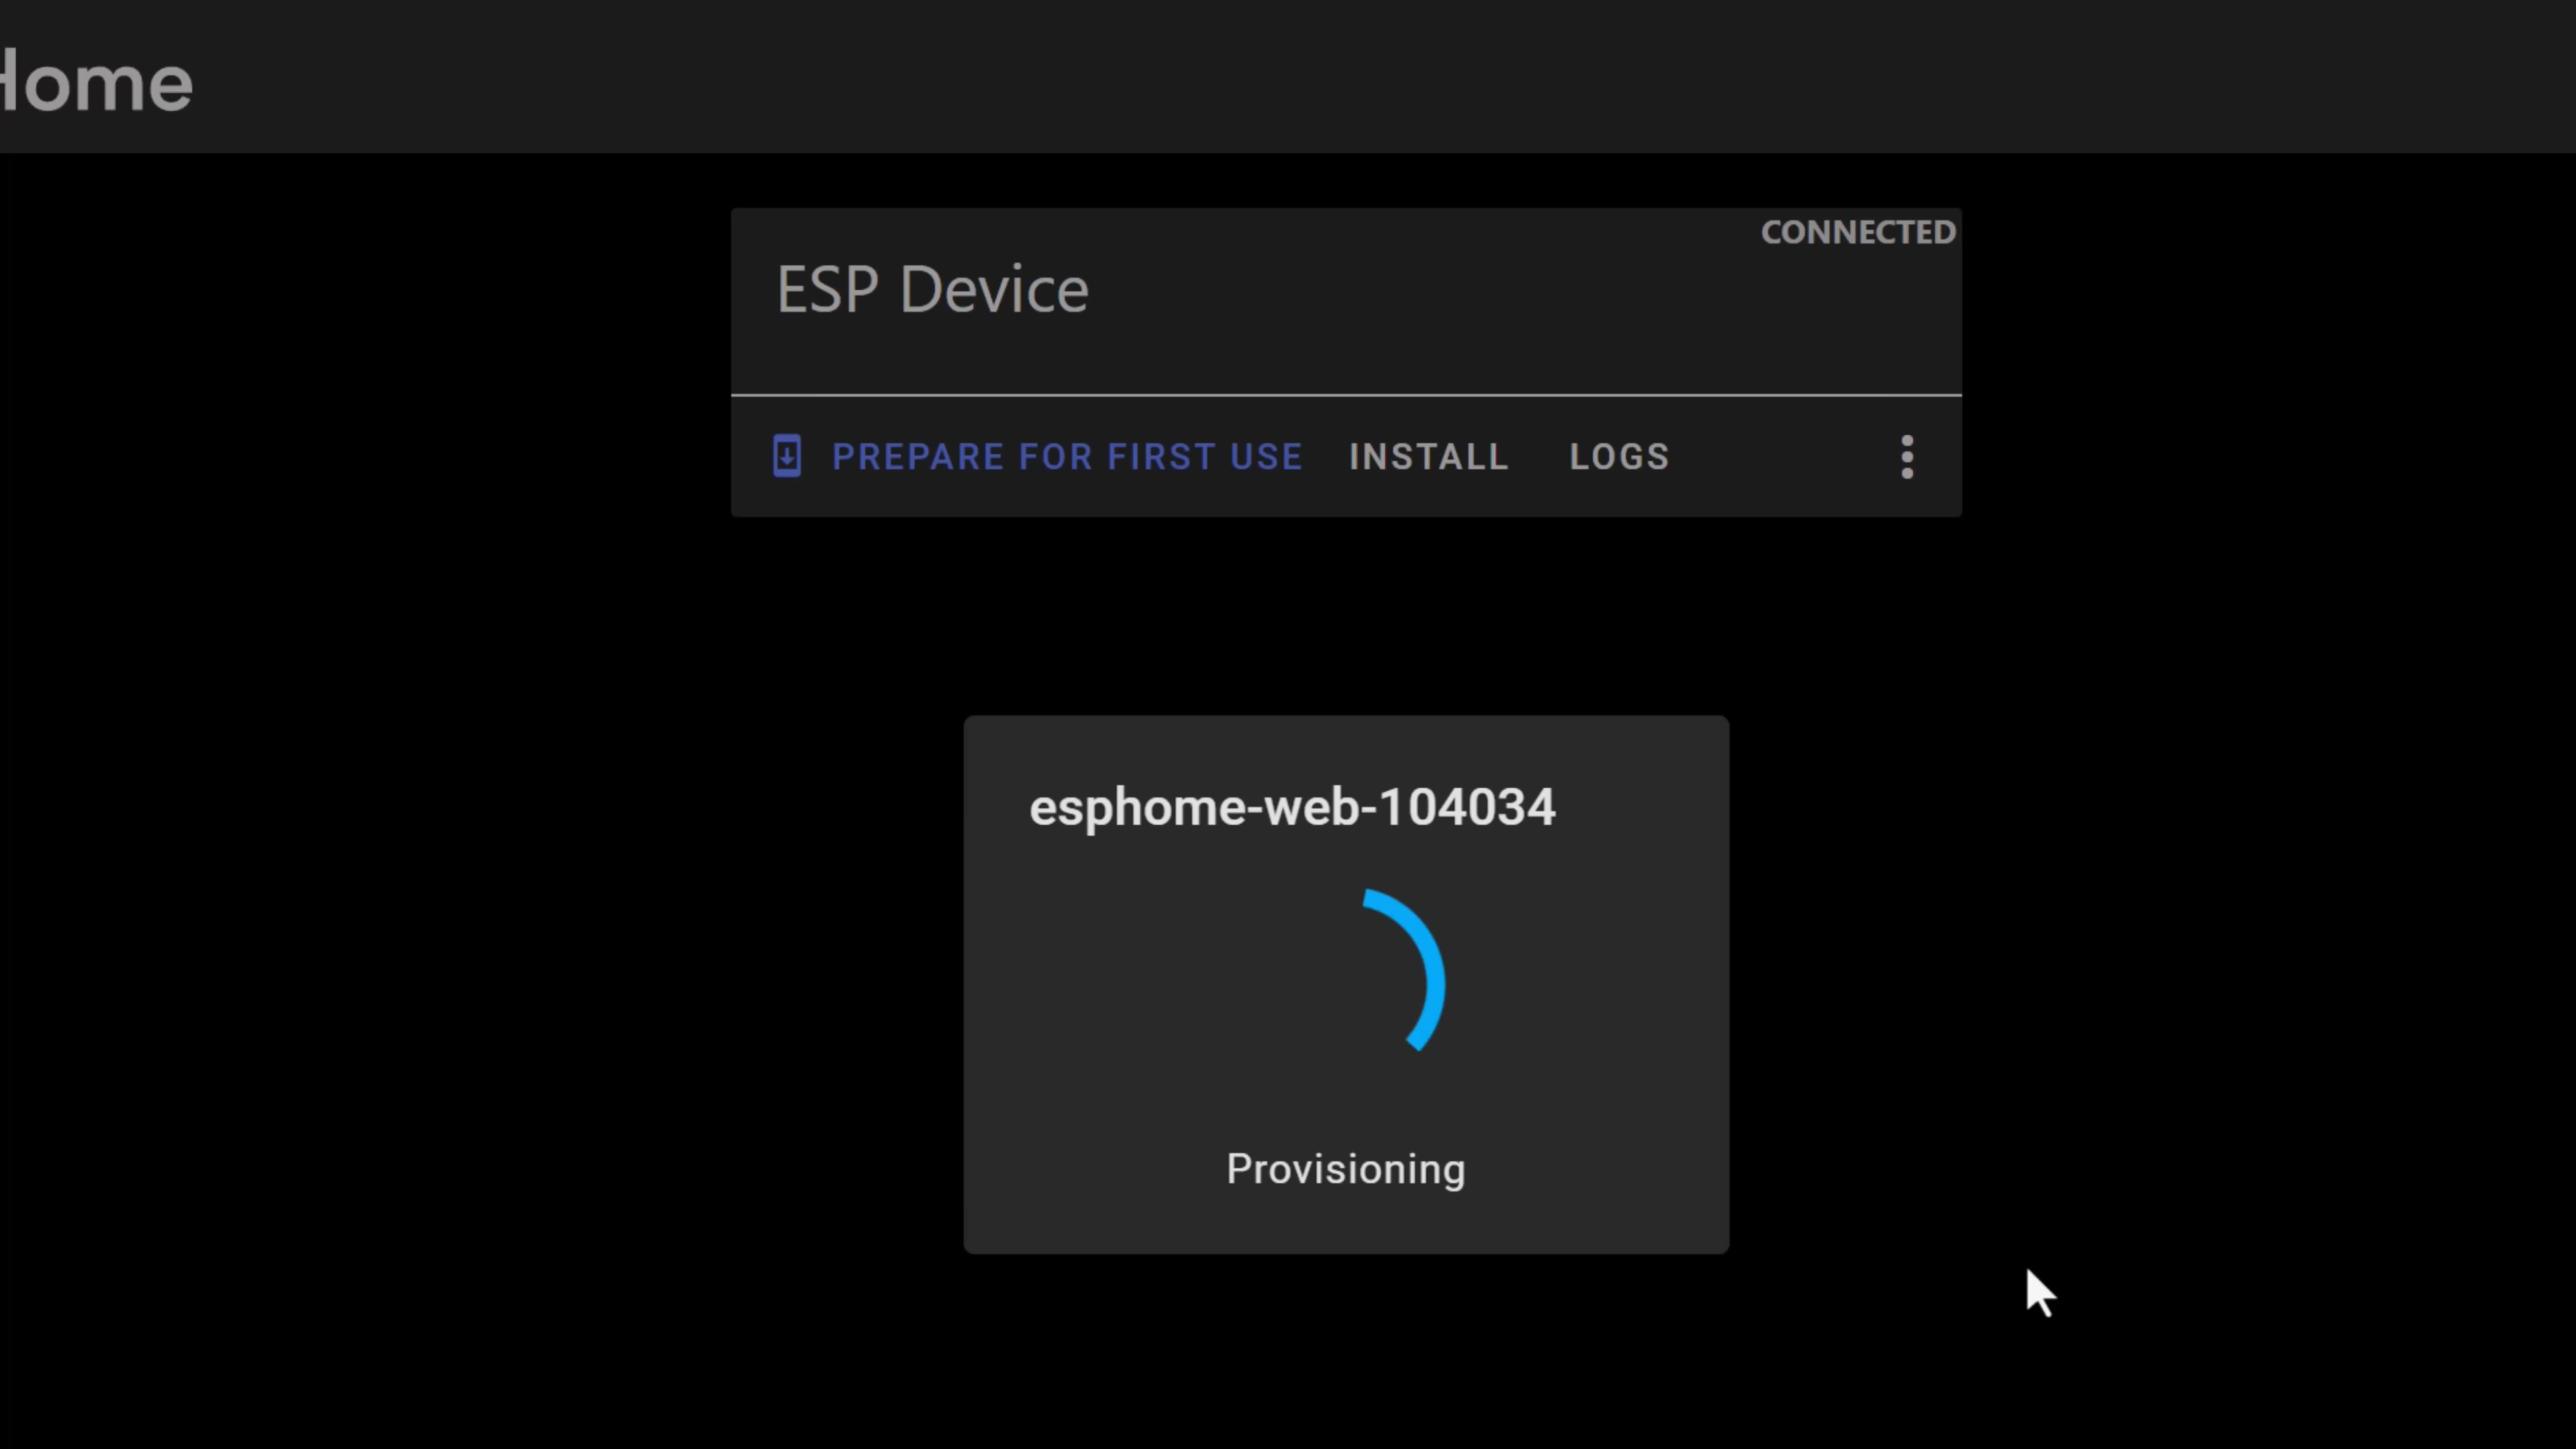 Home
CONNECTED
ESP Device
PREPARE FOR FIRST USE INSTALL LOGS
esphome-web-104034
Provisioning